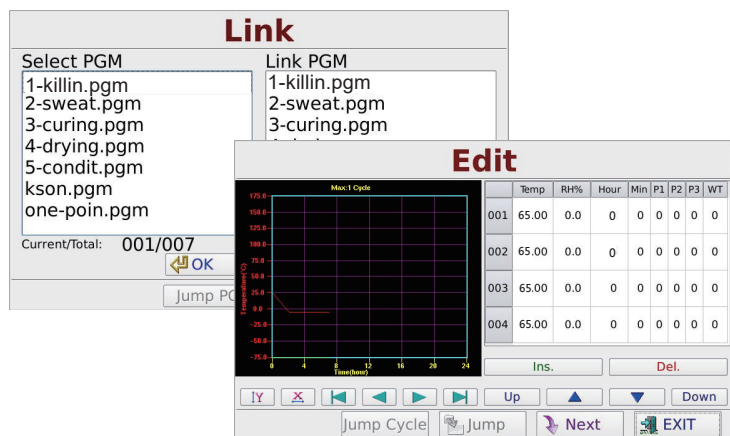 Link
Select PGM
Link PGM
1-killin.pgm
2-sweat.pgm
3-curing.pgm
4-drying.pgm
5-condit.pgm
kson.pgm
one-poin.pgm
1-killin.pgm
2-sweat.pgm
3-curing.pgm
Current/Total: 001/007
OK
Jump
Edit
Max:1 Cycle
175.0
150.0
125.0
100.0
75.0
50.0
25.0
0.0
-25.0
-50.0
-75.0
Temperature(°C)
0 4 8 12 16 20 24
Time(hour)
Temp RH% Hour Min P1 P2 P3 WT
001 65.00 0.0 0 0 0 0 0 0
002 65.00 0.0 0 0 0 0 0 0
003 65.00 0.0 0 0 0 0 0 0
004 65.00 0.0 0 0 0 0 0 0
Ins. Del.
Y X Up Down
Jump Cycle Jump Next EXIT